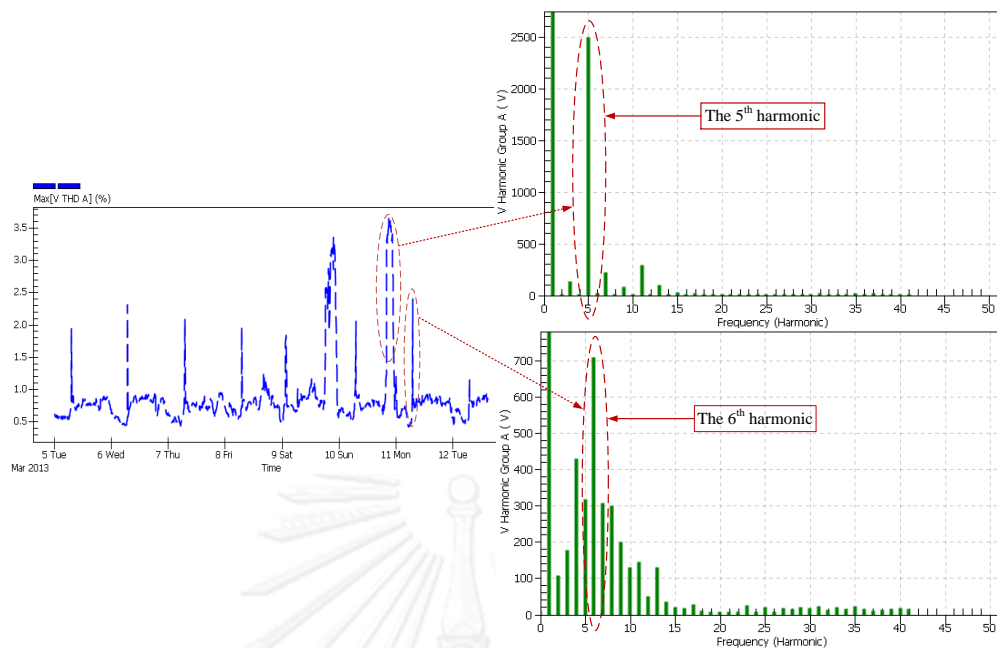 Max[V THD A] (%)
3.5
3.0
2.5
2.0
1.5
1.0
0.5
5 Tue 6 Wed 7 Thu 8 Fri 9 Sat 10 Sun 11 Mon 12 Tue
Mar 2013
Time
V Harmonic Group A ( V)
2500
2000
1500
1000
500
0
0 5 10 15 20 25 30 35 40 45 50
Frequency (Harmonic)
The 5th harmonic
V Harmonic Group A ( V)
700
600
500
400
300
200
100
0
0 5 10 15 20 25 30 35 40 45 50
Frequency (Harmonic)
The 6th harmonic